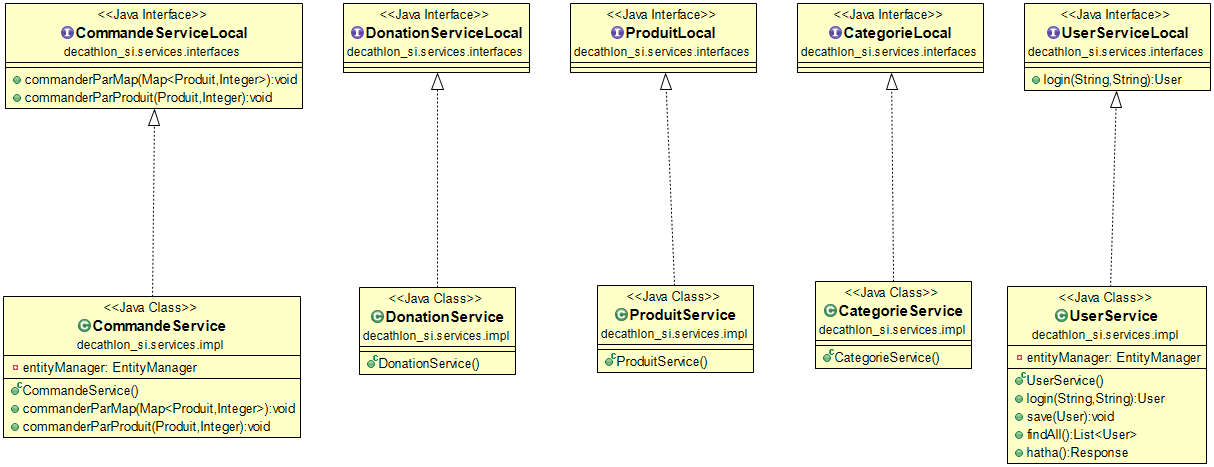 <<Java Interface>>
CommandeServiceLocal
decathlon_si.services.interfaces
commanderParMap(Map<Produit,Integer>):void
commanderParProduit(Produit,Integer):void
<<Java Interface>>
DonationServiceLocal
decathlon_si.services.interfaces
<<Java Interface>>
ProduitLocal
decathlon_si.services.interfaces
<<Java Interface>>
CategorieLocal
decathlon_si.services.interfaces
<<Java Interface>>
UserServiceLocal
decathlon_si.services.interfaces
login(String,String):User
<<Java Class>>
CommandeService
decathlon_si.services.impl
entityManager: EntityManager
CommandeService()
commanderParMap(Map<Produit,Integer>):void
commanderParProduit(Produit,Integer):void
<<Java Class>>
DonationService
decathlon_si.services.impl
DonationService()
<<Java Class>>
ProduitService
decathlon_si.services.impl
ProduitService()
<<Java Class>>
CategorieService
decathlon_si.services.impl
CategorieService()
<<Java Class>>
UserService
decathlon_si.services.impl
entityManager: EntityManager
UserService()
login(String,String):User
save(User):void
findAll():List<User>
hatha():Response